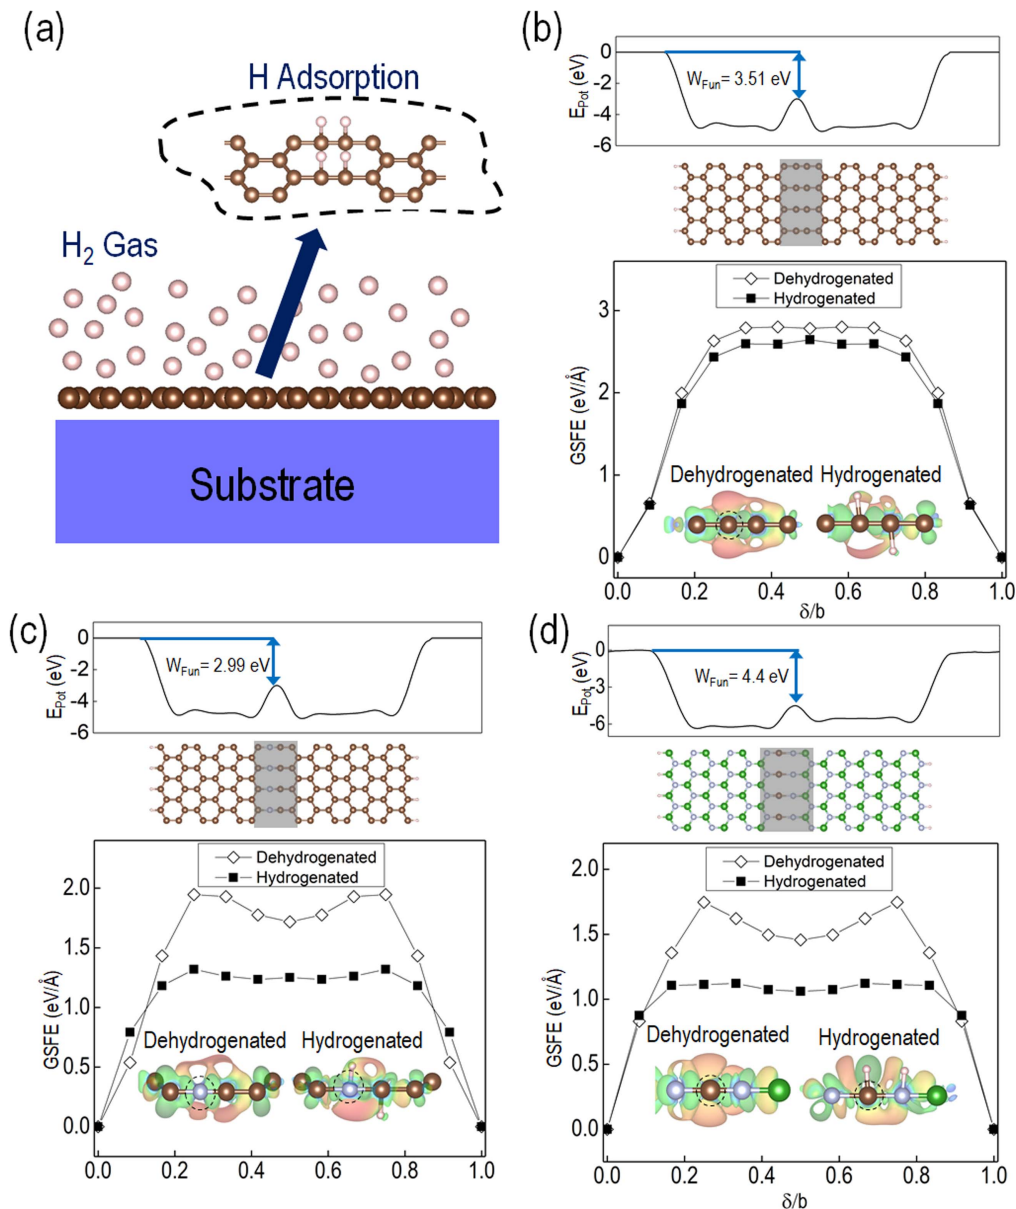 (a)
H Adsorption
H2 Gas
Substrate
(b)
0
-2
-4
-6
EPot (eV)
WFun= 3.51 eV
Dehydrogenated
Hydrogenated
3
2
1
0
GSFE (eV/Å)
Dehydrogenated Hydrogenated
0.0 0.2 0.4 0.6 0.8 1.0
δ/b
(c)
0
-2
-4
-6
EPot (eV)
WFun= 2.99 eV
Dehydrogenated
Hydrogenated
2.0
1.5
1.0
0.5
0.0
GSFE (eV/Å)
Dehydrogenated Hydrogenated
0.0 0.2 0.4 0.6 0.8 1.0
(d)
0
-3
-6
EPot (eV)
WFun= 4.4 eV
Dehydrogenated
Hydrogenated
2.0
1.5
1.0
0.5
0.0
GSFE (eV/Å)
Dehydrogenated Hydrogenated
0.0 0.2 0.4 0.6 0.8 1.0
δ/b